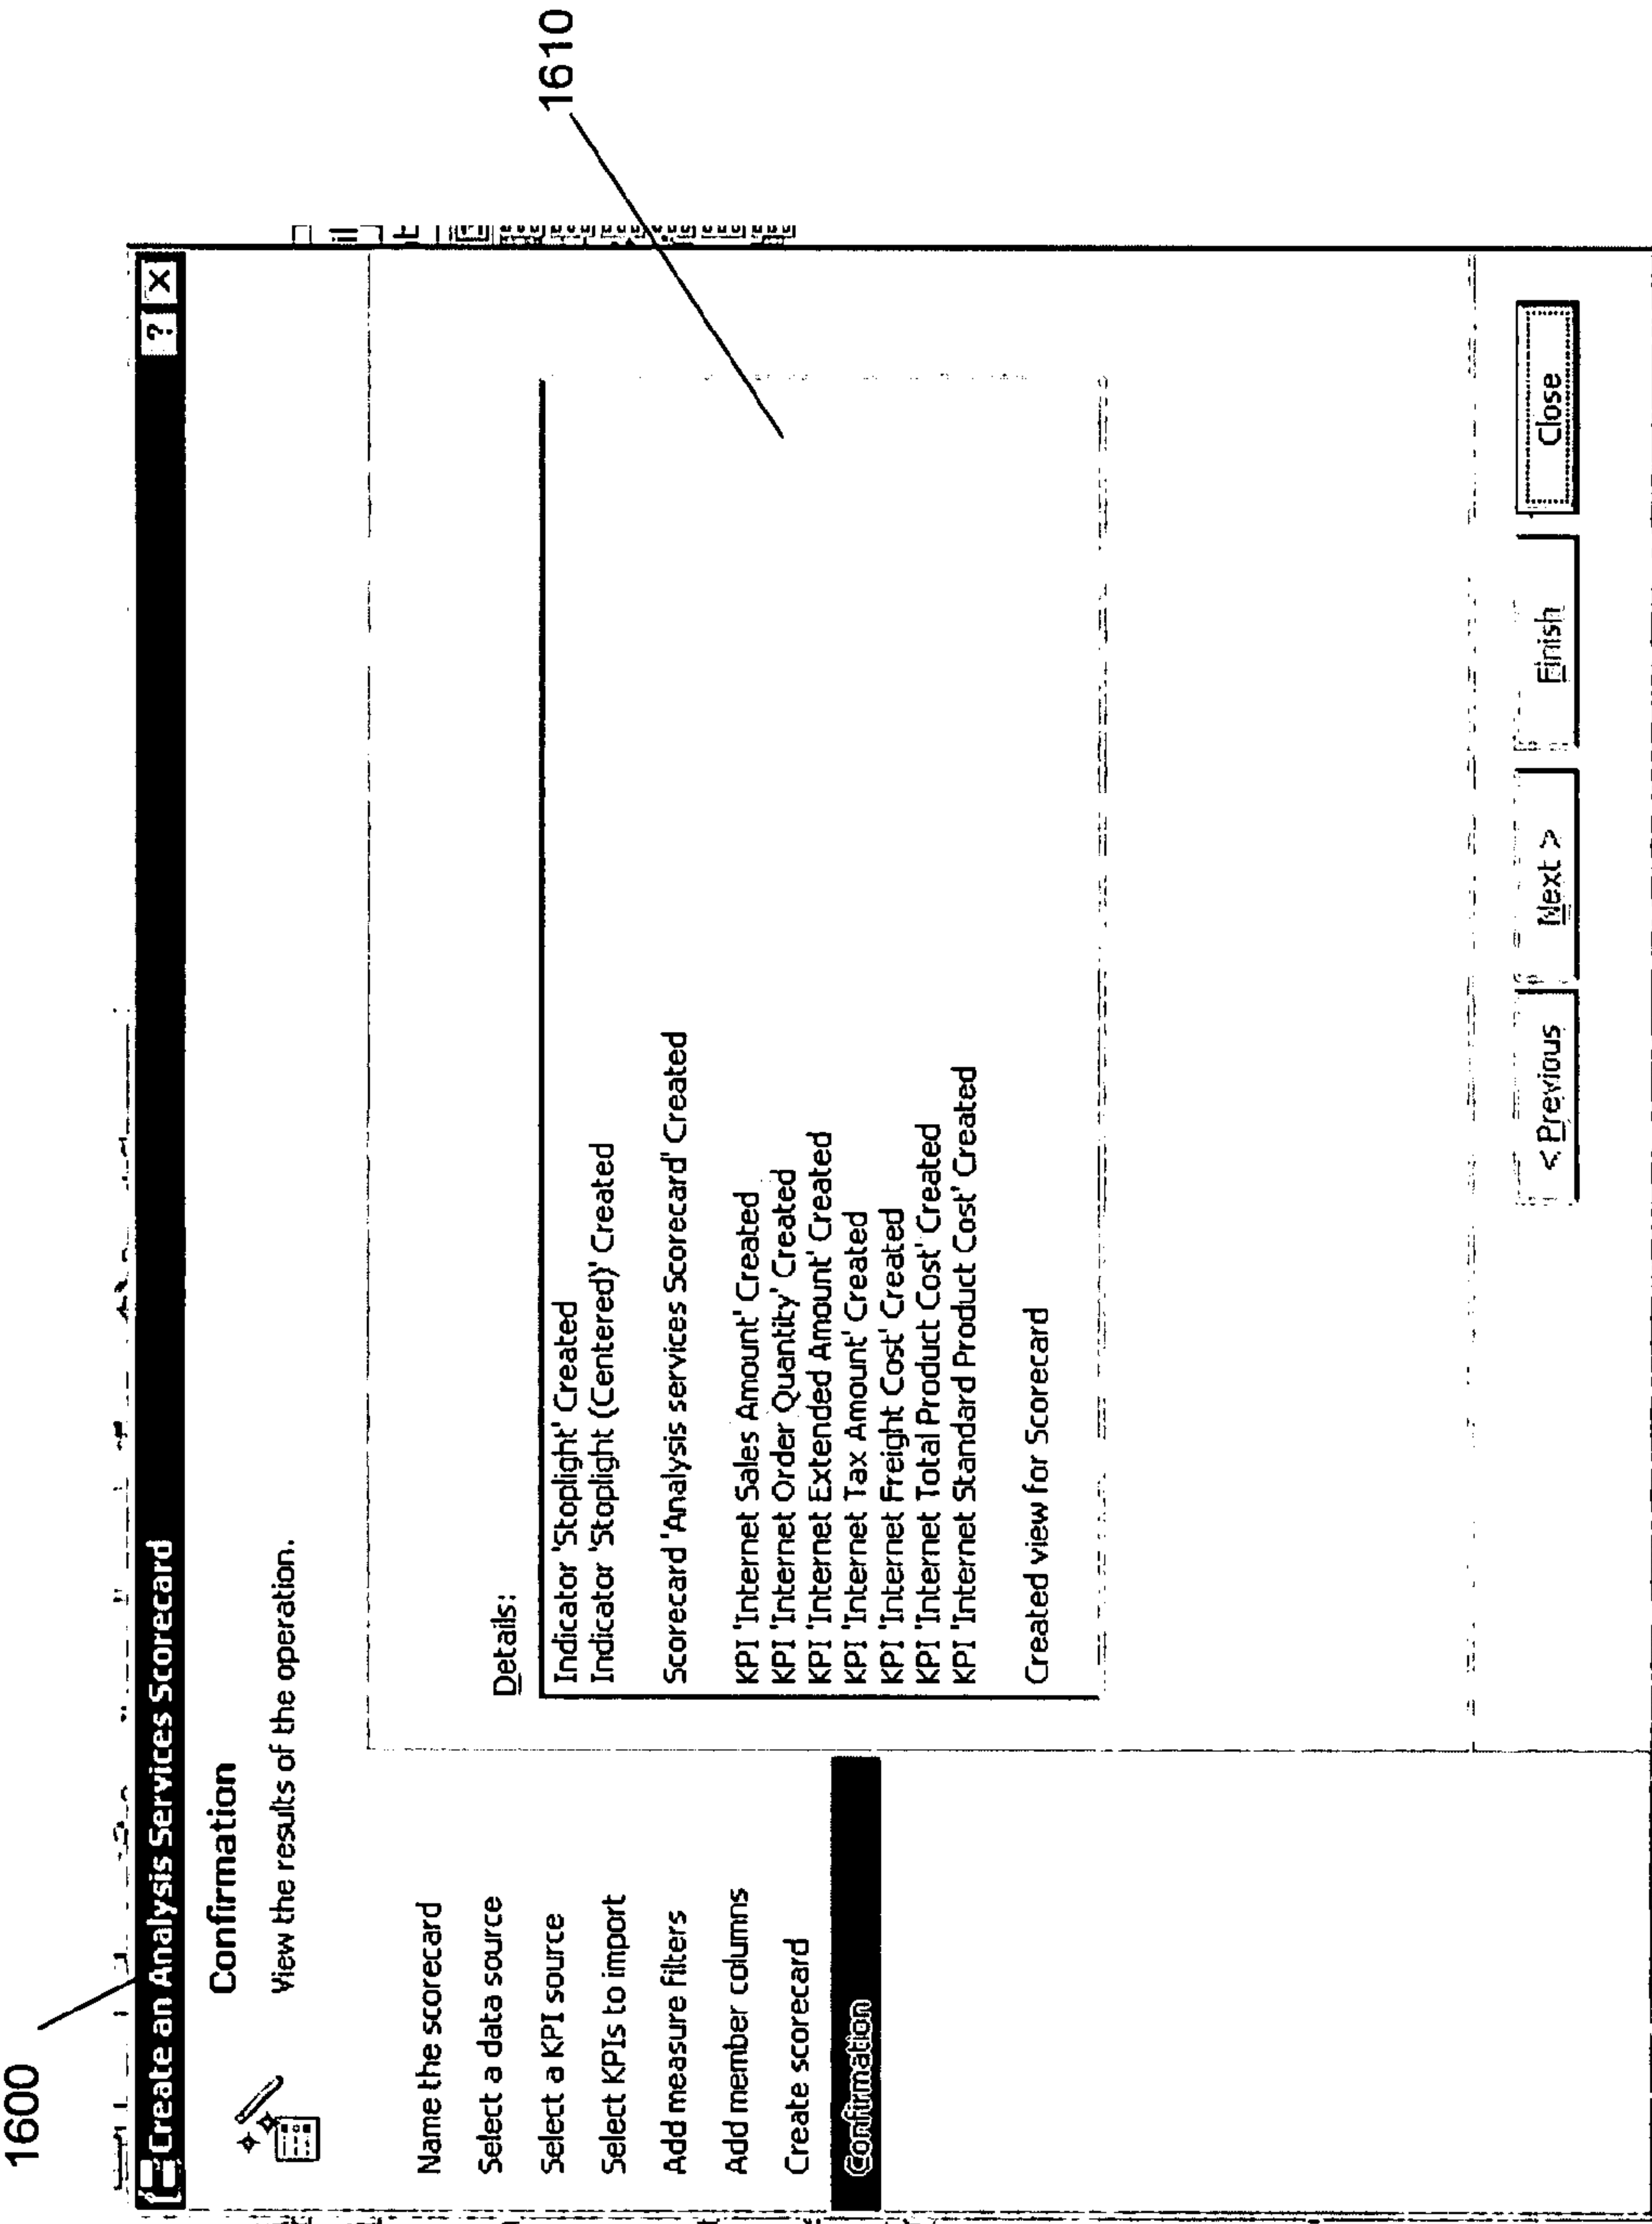 1600
Create an Analysis Services Scorecard
? X
Confirmation
View the results of the operation.
Name the scorecard
Select a data source
Select a KPI source
Select KPIs to import
Add measure filters
Add member columns
Create scorecard
Confirmation
Details:
Indicator 'Stoplight' Created
Indicator 'Stoplight (Centered)' Created
Scorecard 'Analysis services Scorecard' Created
KPI 'Internet Sales Amount' Created
KPI 'Internet Order Quantity' Created
KPI 'Internet Extended Amount' Created
KPI 'Internet Tax Amount' Created
KPI 'Internet Freight Cost' Created
KPI 'Internet Total Product Cost' Created
KPI 'Internet Standard Product Cost' Created
Created view for Scorecard
1610
< Previous
Next >
Finish
Close